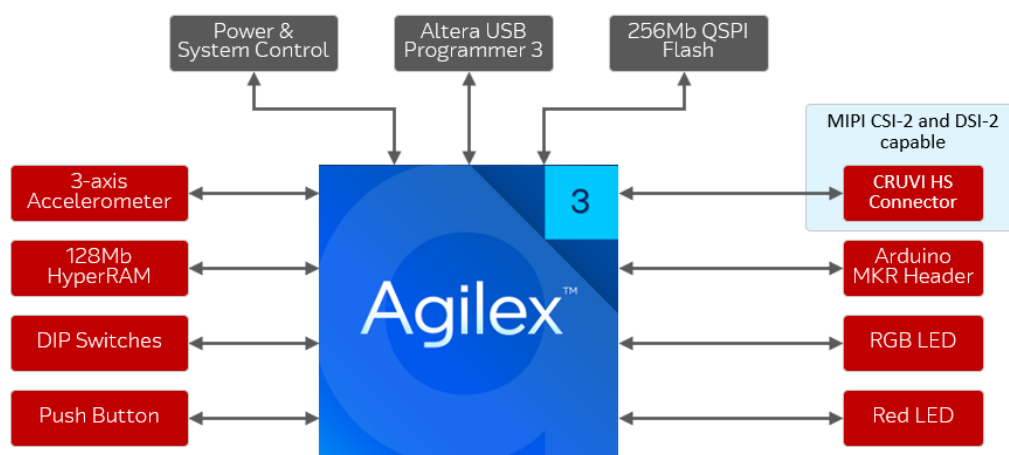 Power &
System Control
Altera USB
Programmer 3
256Mb QSPI
Flash
MIPI CSI-2 and DSI-2
capable
3-axis
Accelerometer
3
CRUVI HS
Connector
128Mb
HyperRAM
Arduino
MKR Header
Agilex™
DIP Switches
RGB LED
Push Button
Red LED